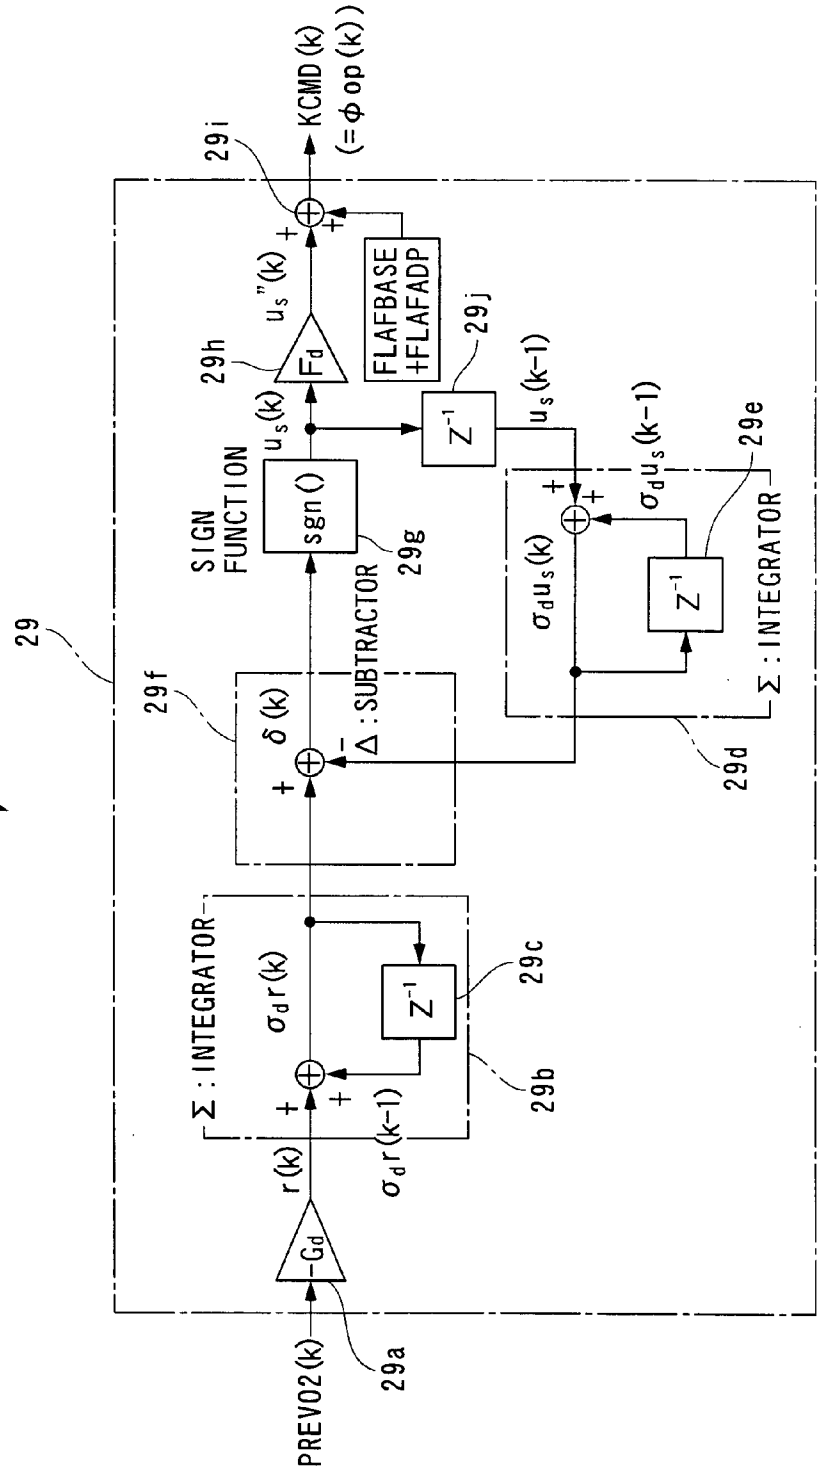 29
PREVO2(k)
-Gd
29a
r(k)
Σ:INTEGRATOR
σd r(k)
σd r(k-1)
Z⁻¹
29c
29b
29f
δ(k)
+
-
Δ:SUBTRACTOR
SIGN
FUNCTION
sgn()
29g
us(k)
29h
Fd
us"(k)
29i
KCMD(k)
(=φop(k))
FLAFBASE
+FLAFADP
Z⁻¹
29j
us(k-1)
σd us(k)
σd us(k-1)
Z⁻¹
29e
Σ:INTEGRATOR
29d
+
+
+
+
+
+